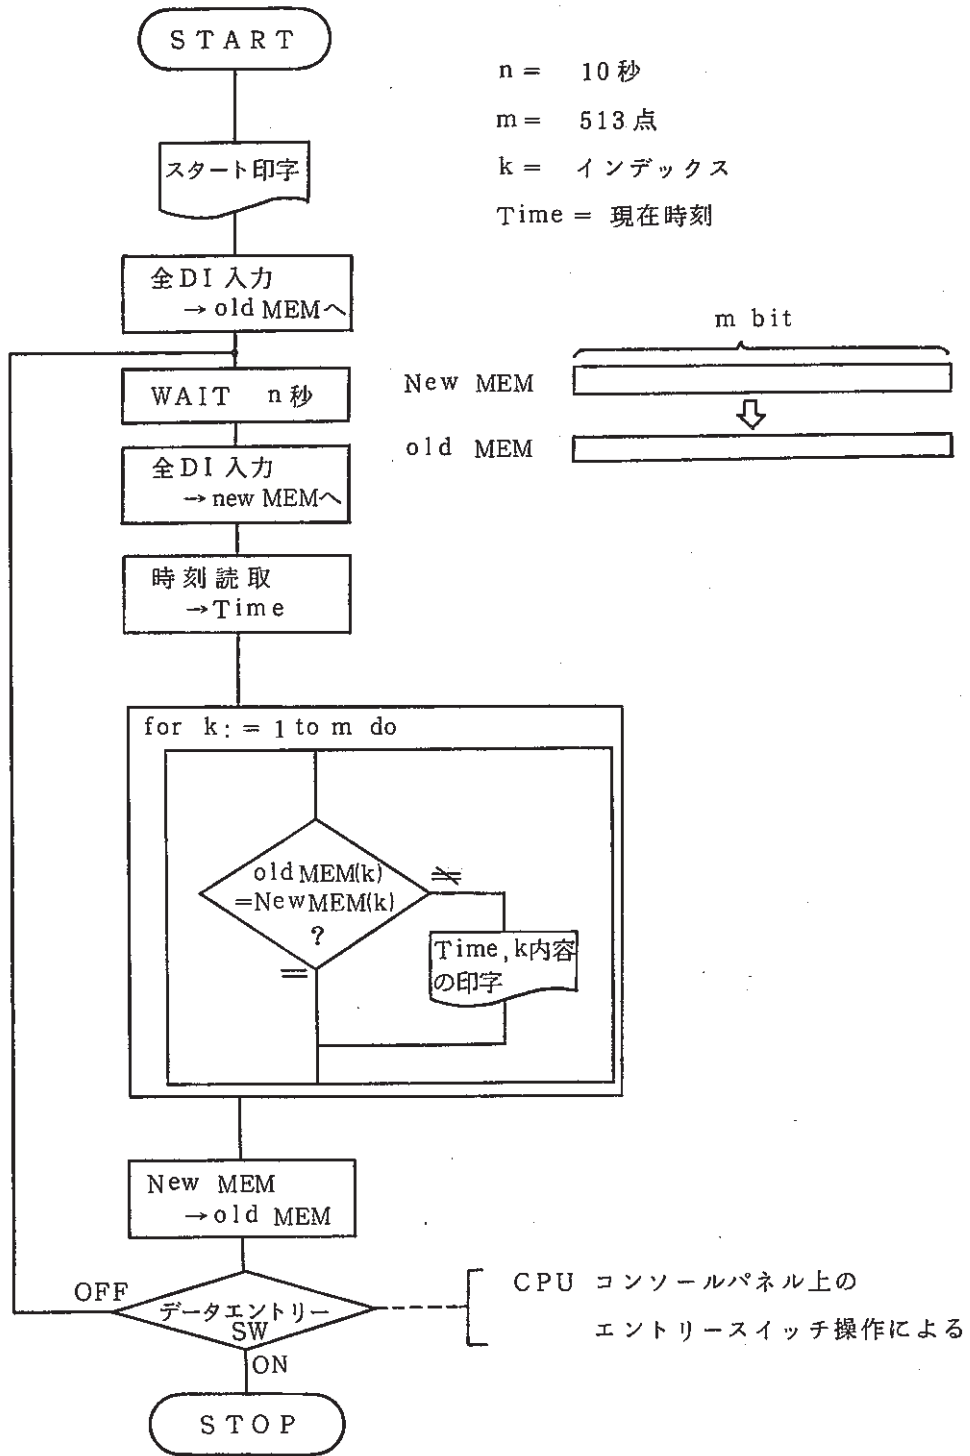 START
n = 10秒
m = 513点
k = インデックス
Time = 現在時刻
スタート印字
全DI入力
→ old MEMへ
m bit
New MEM
old MEM
WAIT n秒
全DI入力
→ new MEMへ
時刻読取
→Time
for k: = 1 to m do
old MEM(k)
=New MEM(k)
?
≠
=
Time, k内容
の印字
New MEM
→old MEM
OFF
データエントリー
SW
ON
CPU コンソールパネル上の
エントリースイッチ操作による
STOP